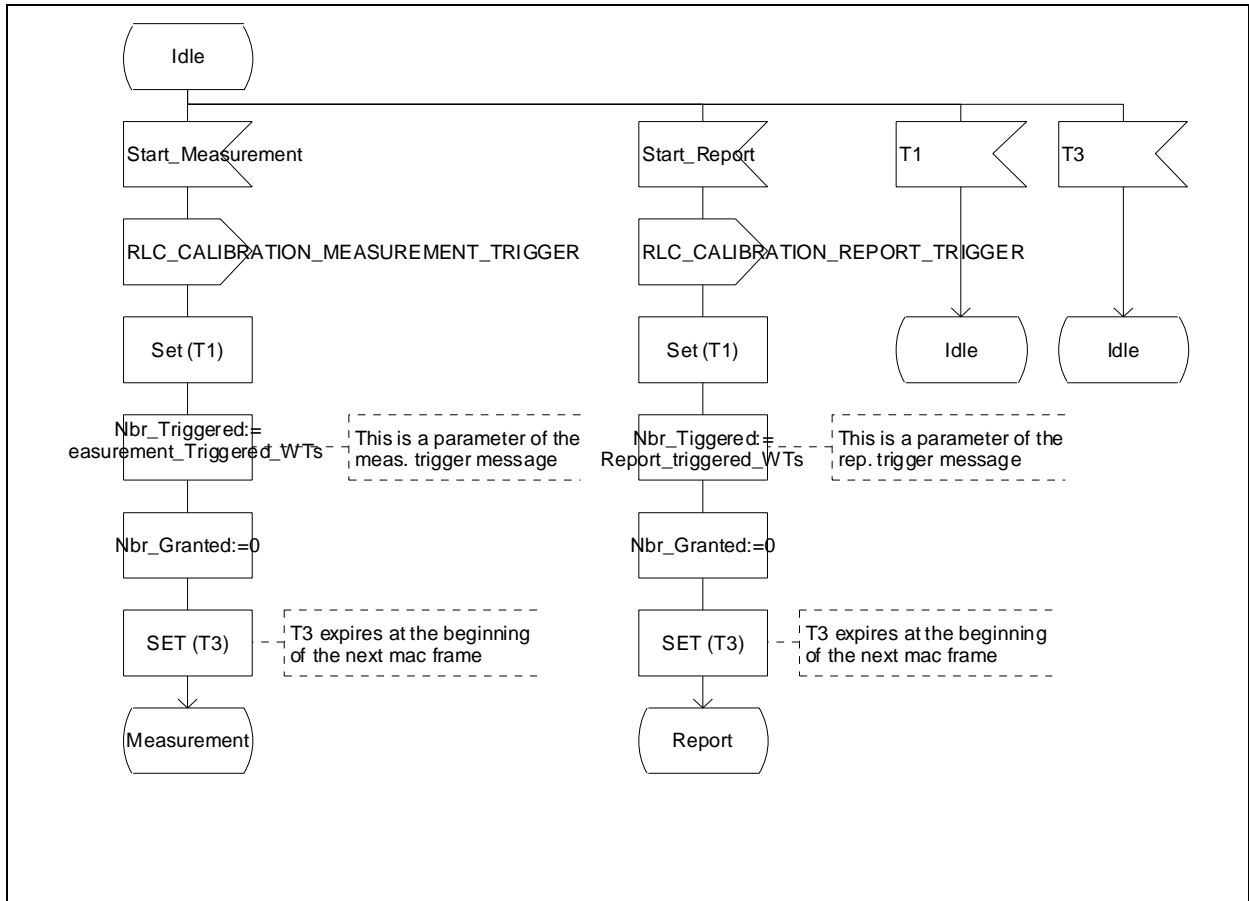 Idle
Start_Measurement
Start_Report
T1
T3
RLC_CALIBRATION_MEASUREMENT_TRIGGER
RLC_CALIBRATION_REPORT_TRIGGER
Set (T1)
Set (T1)
Idle
Idle
Nbr_Triggered:=
easurement_Triggered_WTs
This is a parameter of the
meas. trigger message
Nbr_Tiggered:=
Report_triggered_WTs
This is a parameter of the
rep. trigger message
Nbr_Granted:=0
Nbr_Granted:=0
SET (T3)
T3 expires at the beginning
of the next mac frame
SET (T3)
T3 expires at the beginning
of the next mac frame
Measurement
Report